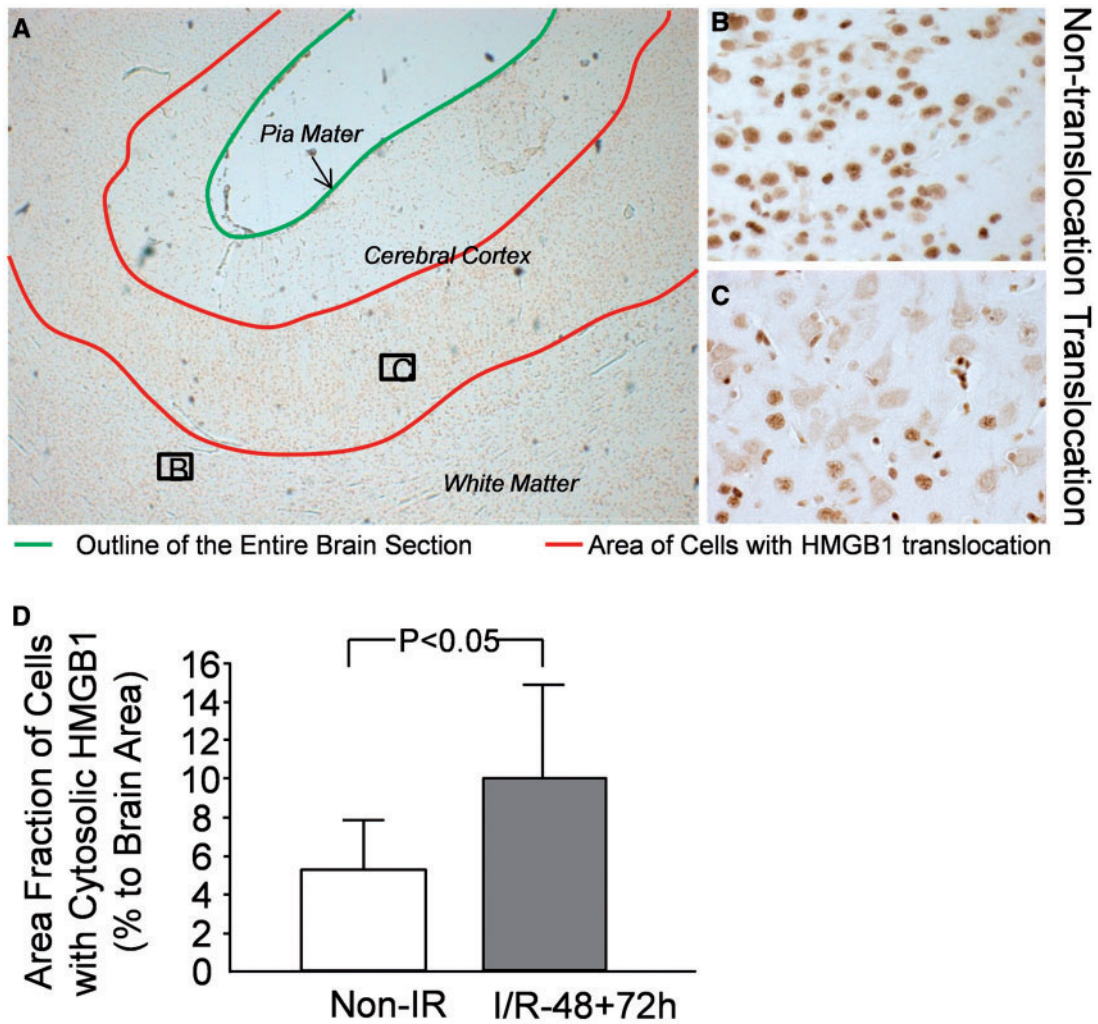 A
Pia Mater
Cerebral Cortex
C
B
White Matter
B
C
Non-translocation Translocation
Outline of the Entire Brain Section
Area of Cells with HMGB1 translocation
D
Area Fraction of Cells
with Cytosolic HMGB1
(% to Brain Area)
P<0.05
16
14
12
10
8
6
4
2
0
Non-IR
I/R-48+72h